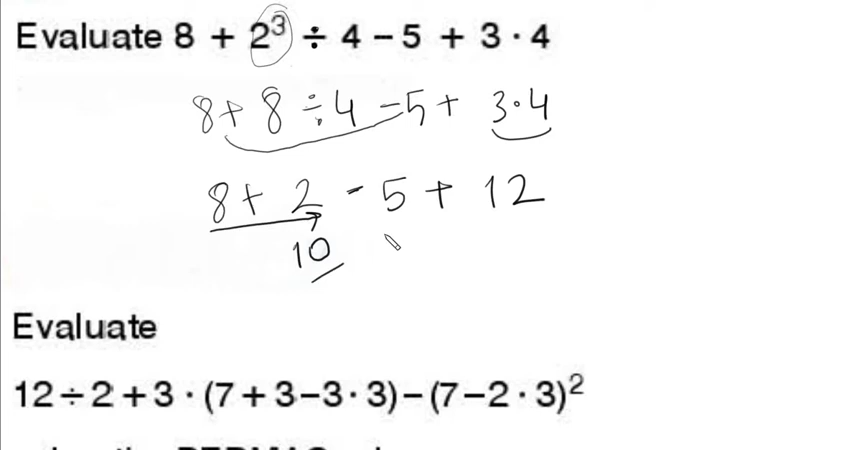 Evaluate 8 + 2³ ÷ 4 – 5 + 3 · 4
8 + 8 ÷ 4 – 5 + 3 · 4
8 + 2 - 5 + 12
10
Evaluate
12 ÷ 2 + 3 · (7 + 3 – 3 · 3) – (7 – 2 · 3)²